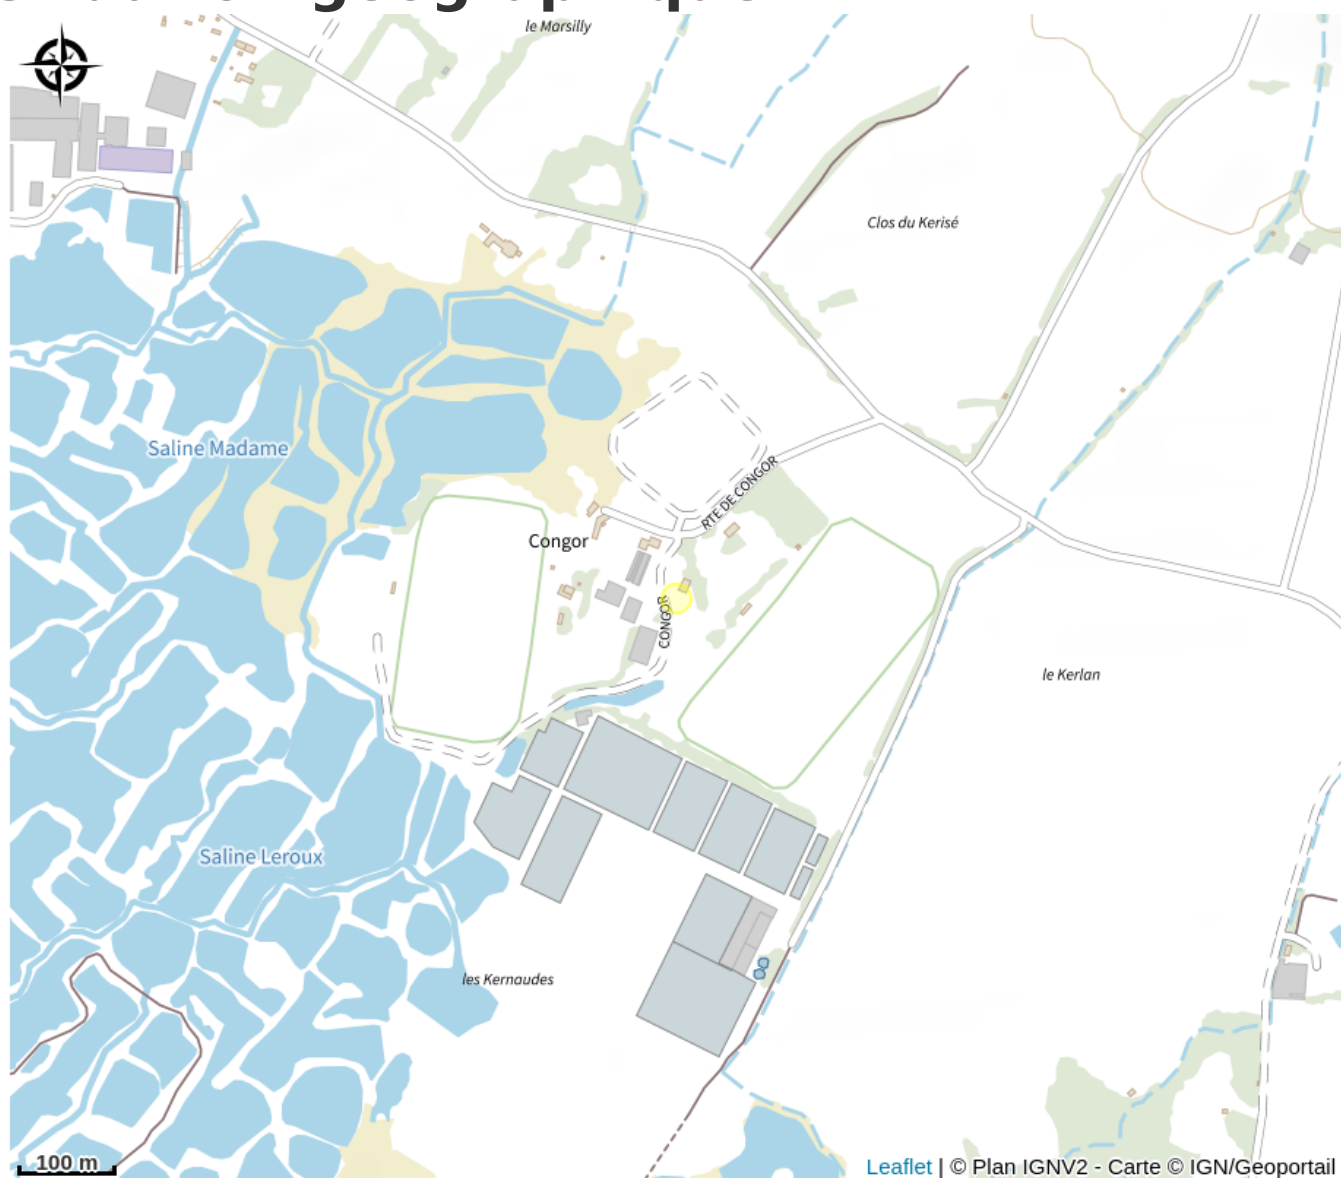 le Marsilly
Clos du Kerisé
Saline Madame
RTE DE CONGOR
Congor
CONGOR
le Kerlan
Saline Leroux
les Kernaudes
100 m
Leaflet | © Plan IGNV2 - Carte © IGN/Geoportail